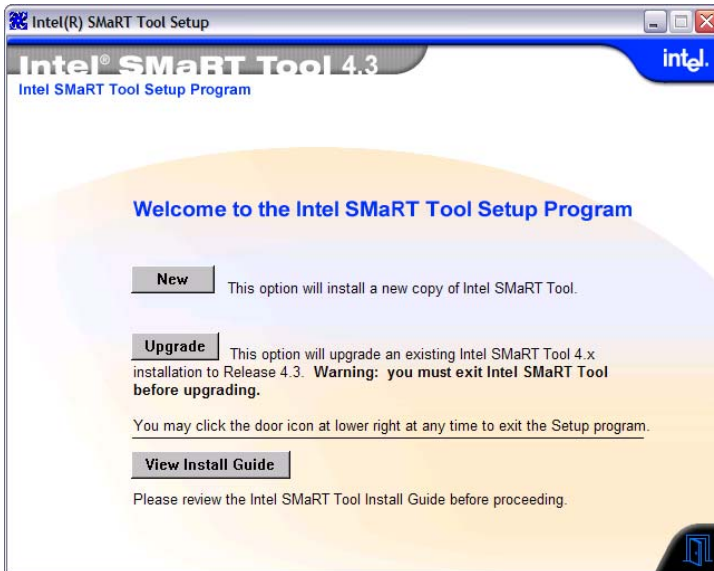 Intel(R) SMaRT Tool Setup
Intel® SMaRT Tool 4.3
intel.
Intel SMaRT Tool Setup Program
Welcome to the Intel SMaRT Tool Setup Program
New This option will install a new copy of Intel SMaRT Tool.
Upgrade This option will upgrade an existing Intel SMaRT Tool 4.x
installation to Release 4.3. Warning: you must exit Intel SMaRT Tool
before upgrading.
You may click the door icon at lower right at any time to exit the Setup program.
View Install Guide
Please review the Intel SMaRT Tool Install Guide before proceeding.